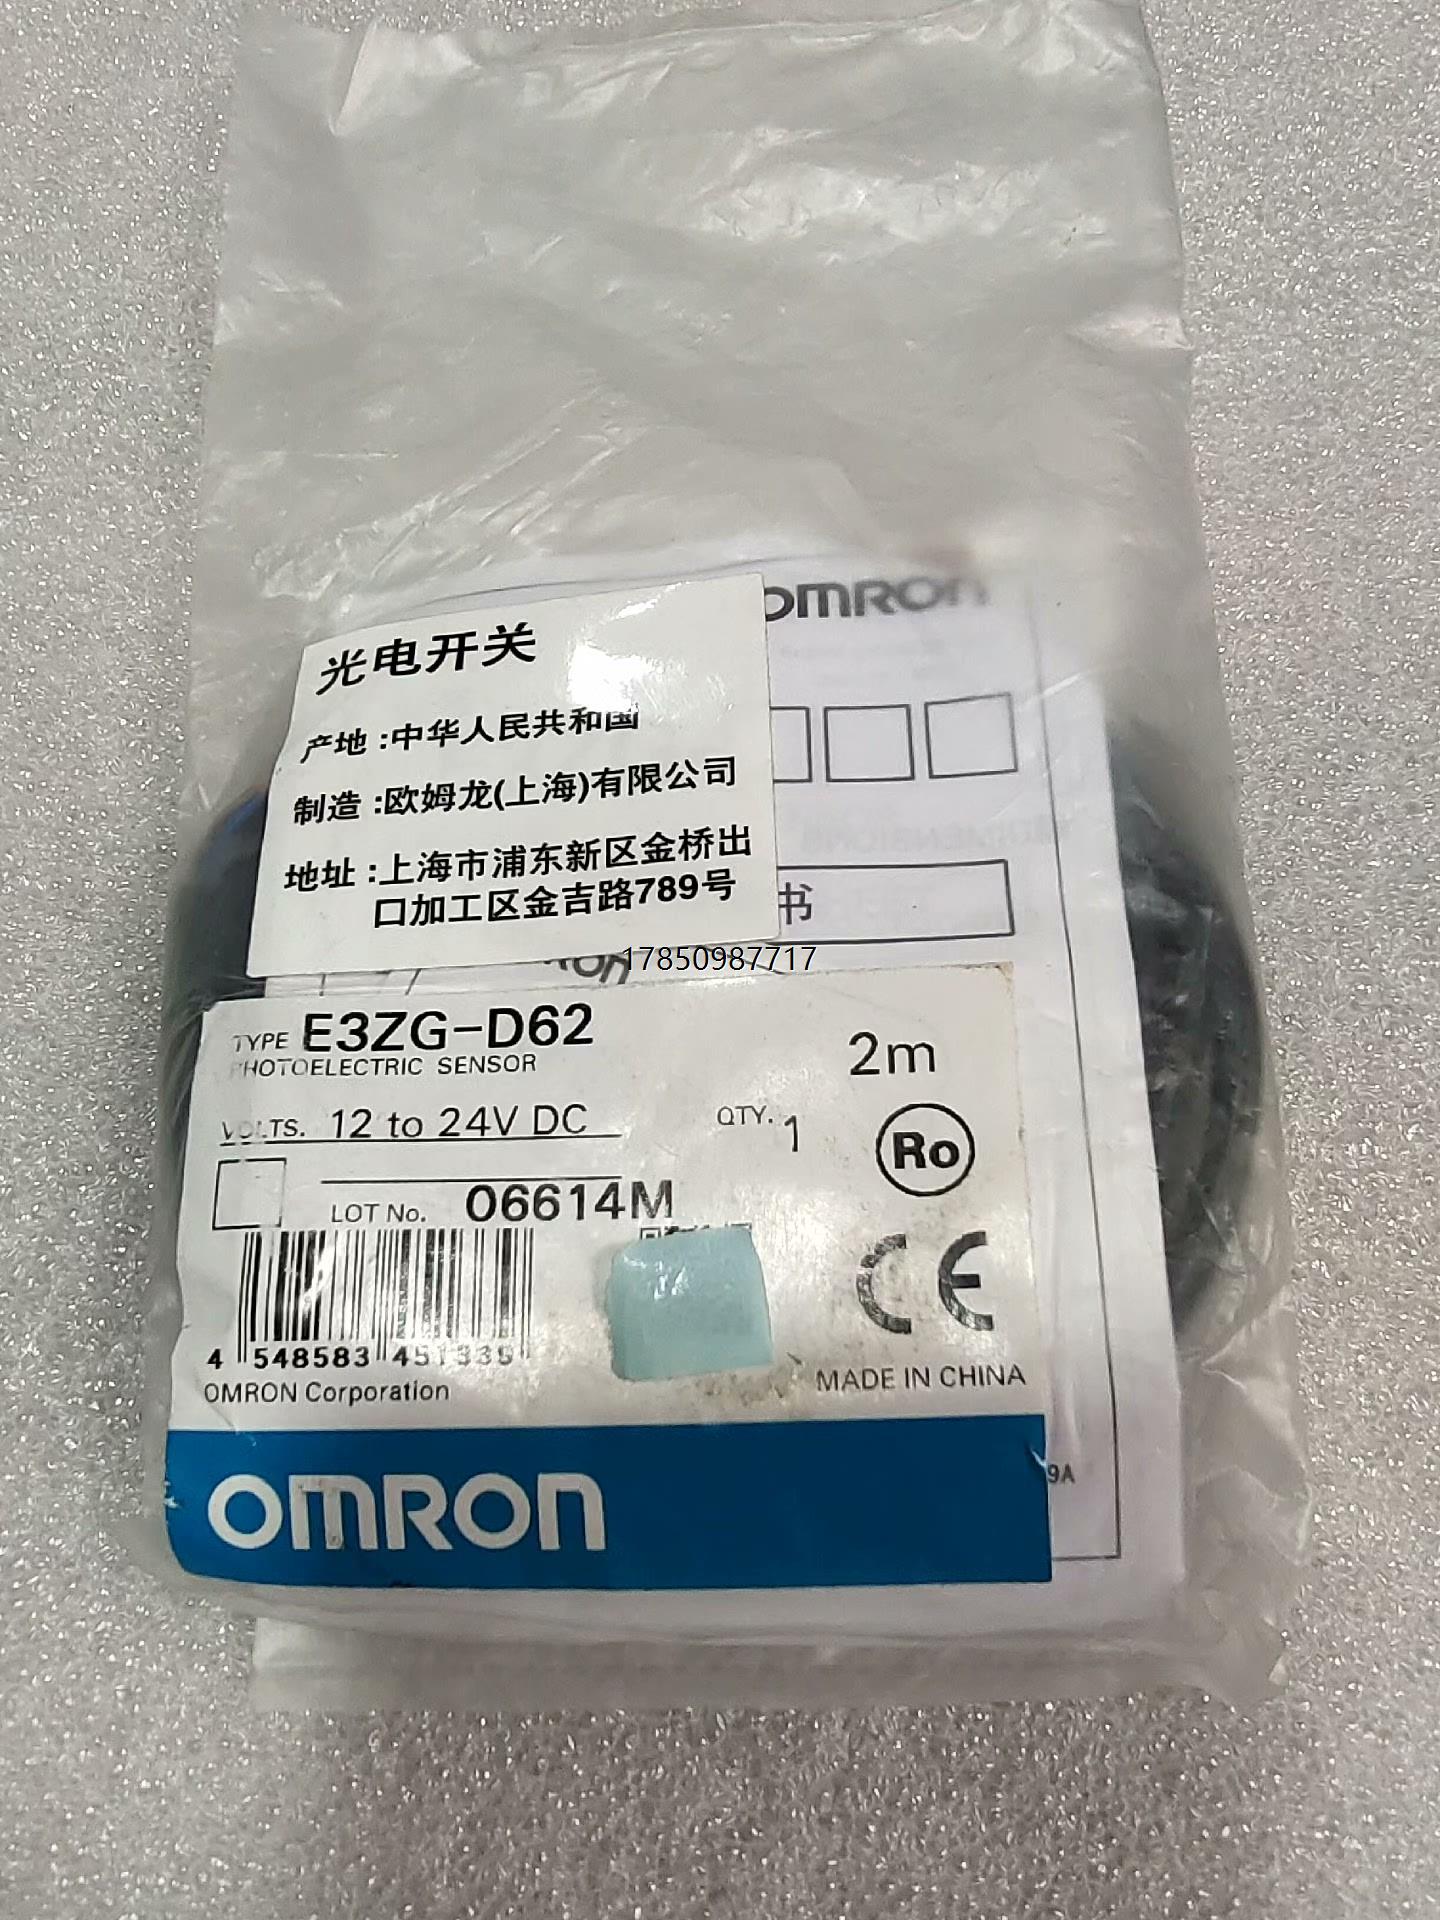 OMRON
光电开关
产地:中华人民共和国
制造:欧姆龙(上海)有限公司
地址:上海市浦东新区金桥出
口加工区金吉路789号
书
17850987717
TYPE E3ZG-D62
PHOTOELECTRIC SENSOR
2m
VOLTS. 12 to 24V DC
QTY. 1
Ro
LOT No. 06614M
CE
4 548583
OMRON Corporation
MADE IN CHINA
9A
OMRON